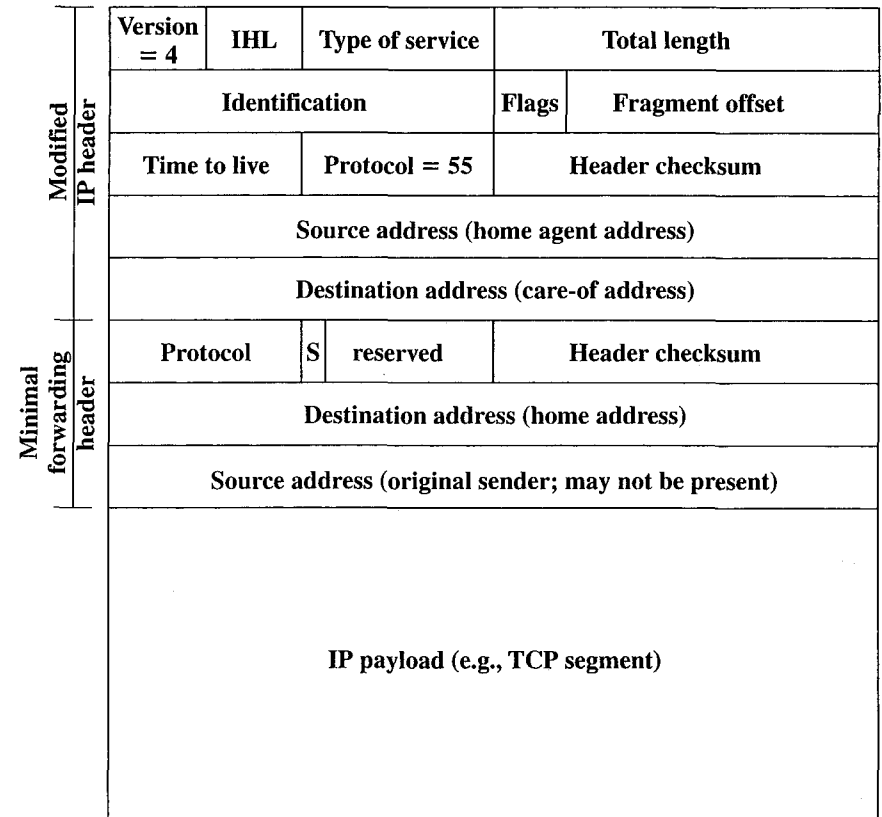 Modified
IP header
Version
= 4
IHL
Type of service
Total length
Identification
Flags
Fragment offset
Time to live
Protocol = 55
Header checksum
Source address (home agent address)
Destination address (care-of address)
Minimal
forwarding
header
Protocol
S
reserved
Header checksum
Destination address (home address)
Source address (original sender; may not be present)
IP payload (e.g., TCP segment)